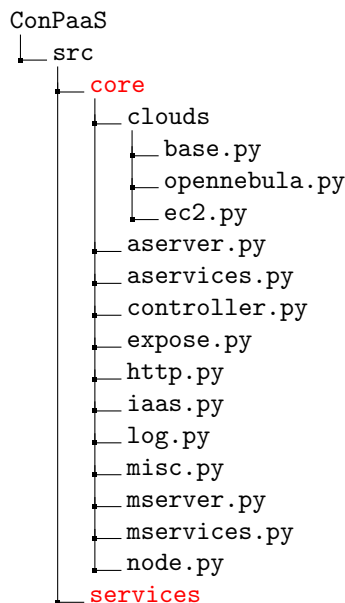 ConPaaS
src
core
clouds
base.py
opennebula.py
ec2.py
aserver.py
aservices.py
controller.py
expose.py
http.py
iaas.py
log.py
misc.py
mserver.py
mservices.py
node.py
services